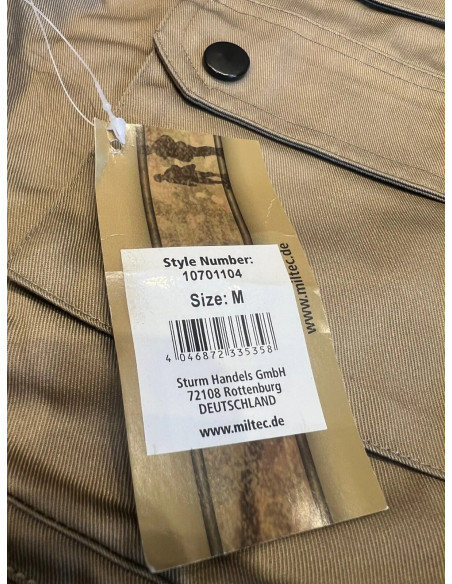 Style Number:
10701104
Size: M
4 046872 335358
Sturm Handels GmbH
72108 Rottenburg
DEUTSCHLAND
www.miltec.de
www.miltec.de